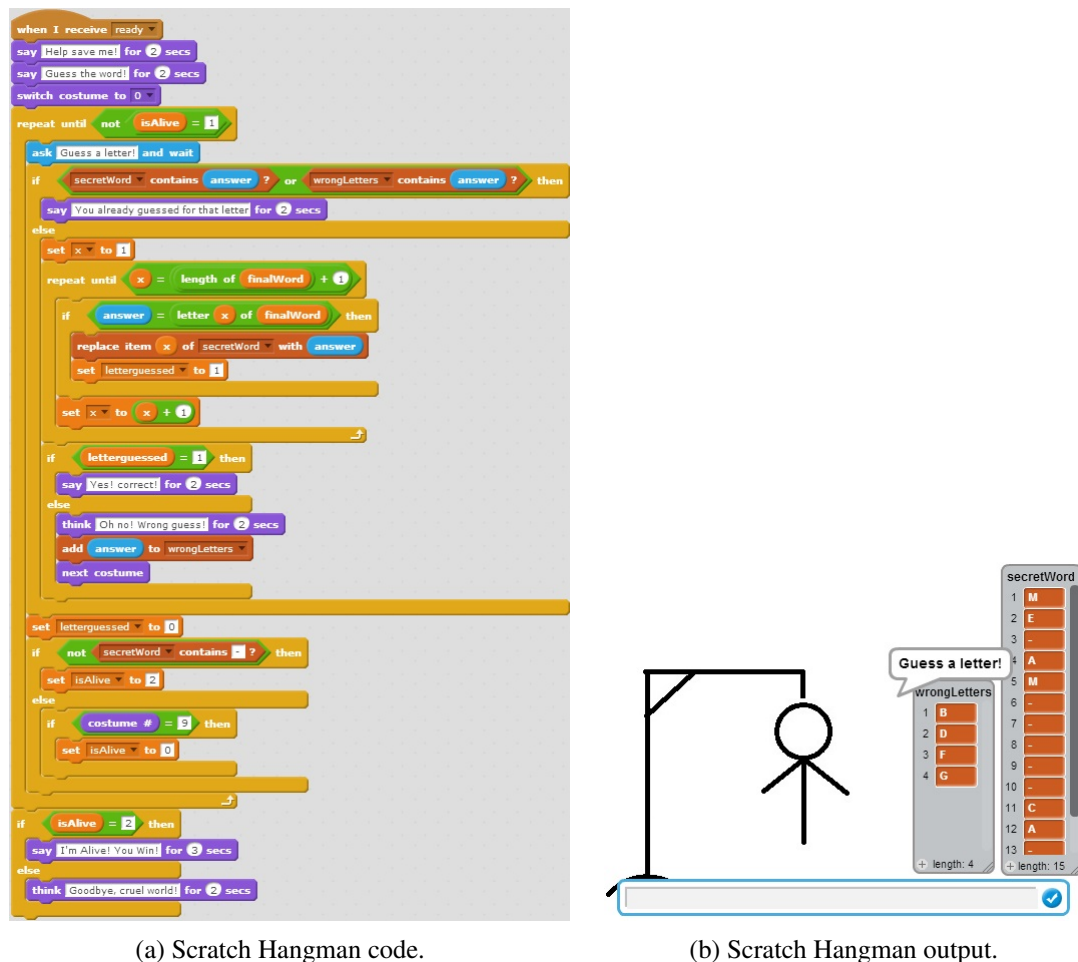 when I receive ready
say Help save me! for 2 secs
say Guess the word! for 2 secs
switch costume to 0
repeat until not isAlive = 1
ask Guess a letter! and wait
if secretWord contains answer ? or wrongLetters contains answer ? then
say You already guessed for that letter for 2 secs
else
set x to 1
repeat until x = length of finalWord + 1
if answer = letter x of finalWord then
replace item x of secretWord with answer
set letterguessed to 1
set x to x + 1
if letterguessed = 1 then
say Yes! correct! for 2 secs
else
think Oh no! Wrong guess! for 2 secs
add answer to wrongLetters
next costume
set letterguessed to 0
if not secretWord contains - ? then
set isAlive to 2
else
if costume # = 9 then
set isAlive to 0
if isAlive = 2 then
say I'm Alive! You Win! for 3 secs
else
think Goodbye, cruel world! for 2 secs
(a) Scratch Hangman code.
Guess a letter!
wrongLetters
1 B
2 D
3 F
4 G
+ length: 4
secretWord
1 M
2 E
3 -
4 A
5 M
6 -
7 -
8 -
9 -
10 -
11 C
12 A
13 -
+ length: 15
(b) Scratch Hangman output.